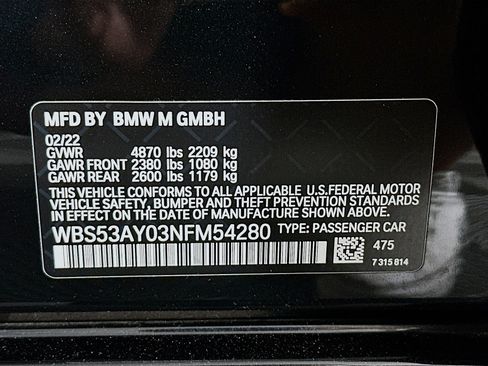 MFD BY BMW M GMBH
02/22
GVWR 4870 lbs 2209 kg
GAWR FRONT 2380 lbs 1080 kg
GAWR REAR 2600 lbs 1179 kg
THIS VEHICLE CONFORMS TO ALL APPLICABLE U.S.FEDERAL MOTOR
VEHICLE SAFETY, BUMPER AND THEFT PREVENTION STANDARDS
IN EFFECT ON THE DATE OF MANUFACTURE SHOWN ABOVE.
WBS53AY03NFM54280 TYPE: PASSENGER CAR
475
7 315 814